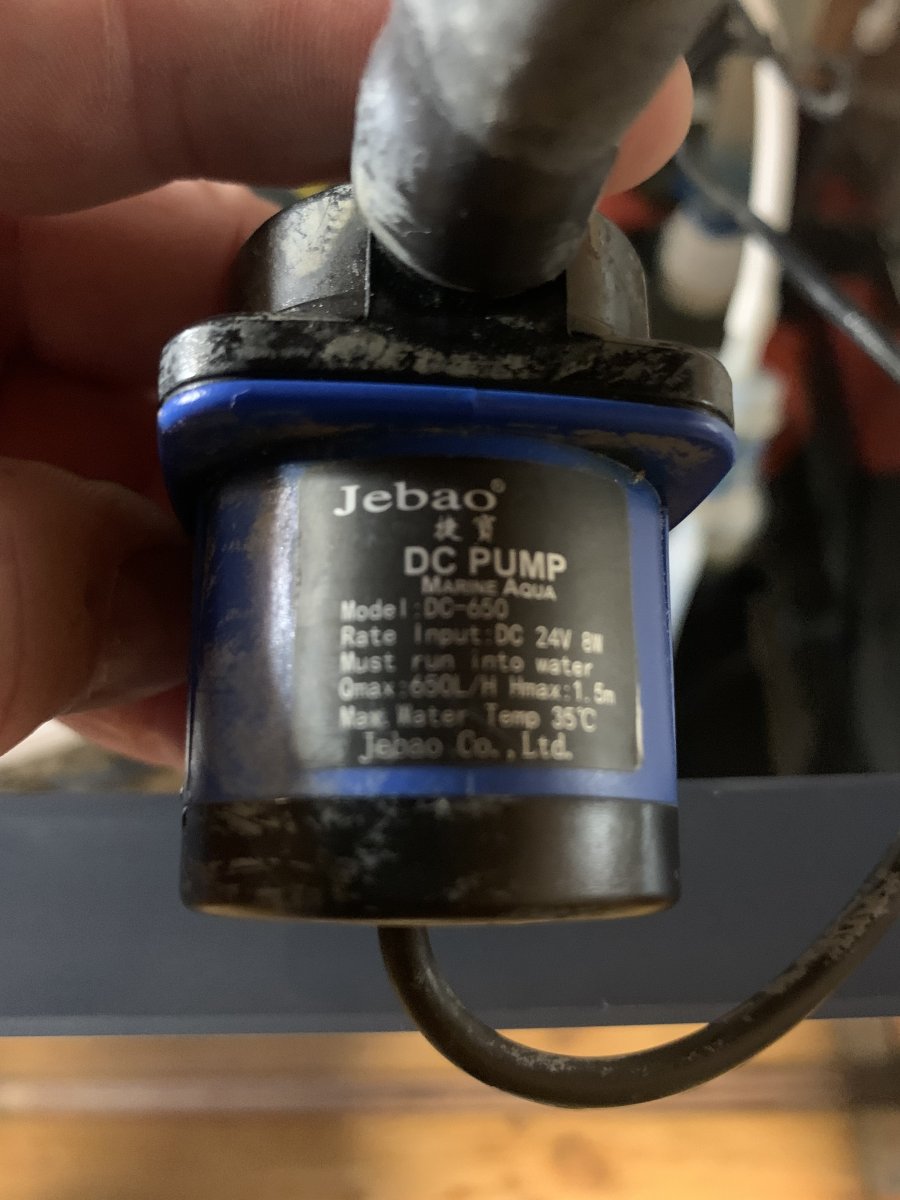 Jebao®
捷寳
DC PUMP
MARINE AQUA
Model:DC-650
Rate Input:DC 24V 8W
Must run into water
Qmax:650L/H Hmax:1.5m
Max.Water Temp 35℃
Jebao Co.,Ltd.